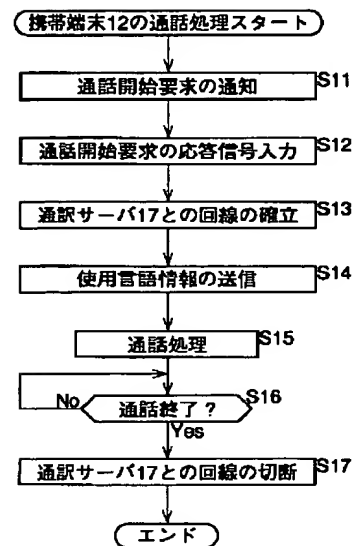 携帯端末12の通話処理スタート
通話開始要求の通知 S11
通話開始要求の応答信号入力 S12
通訳サーバ17との回線の確立 S13
使用言語情報の送信 S14
通話処理 S15
通話終了？ S16
No
Yes
通訳サーバ17との回線の切断 S17
エンド